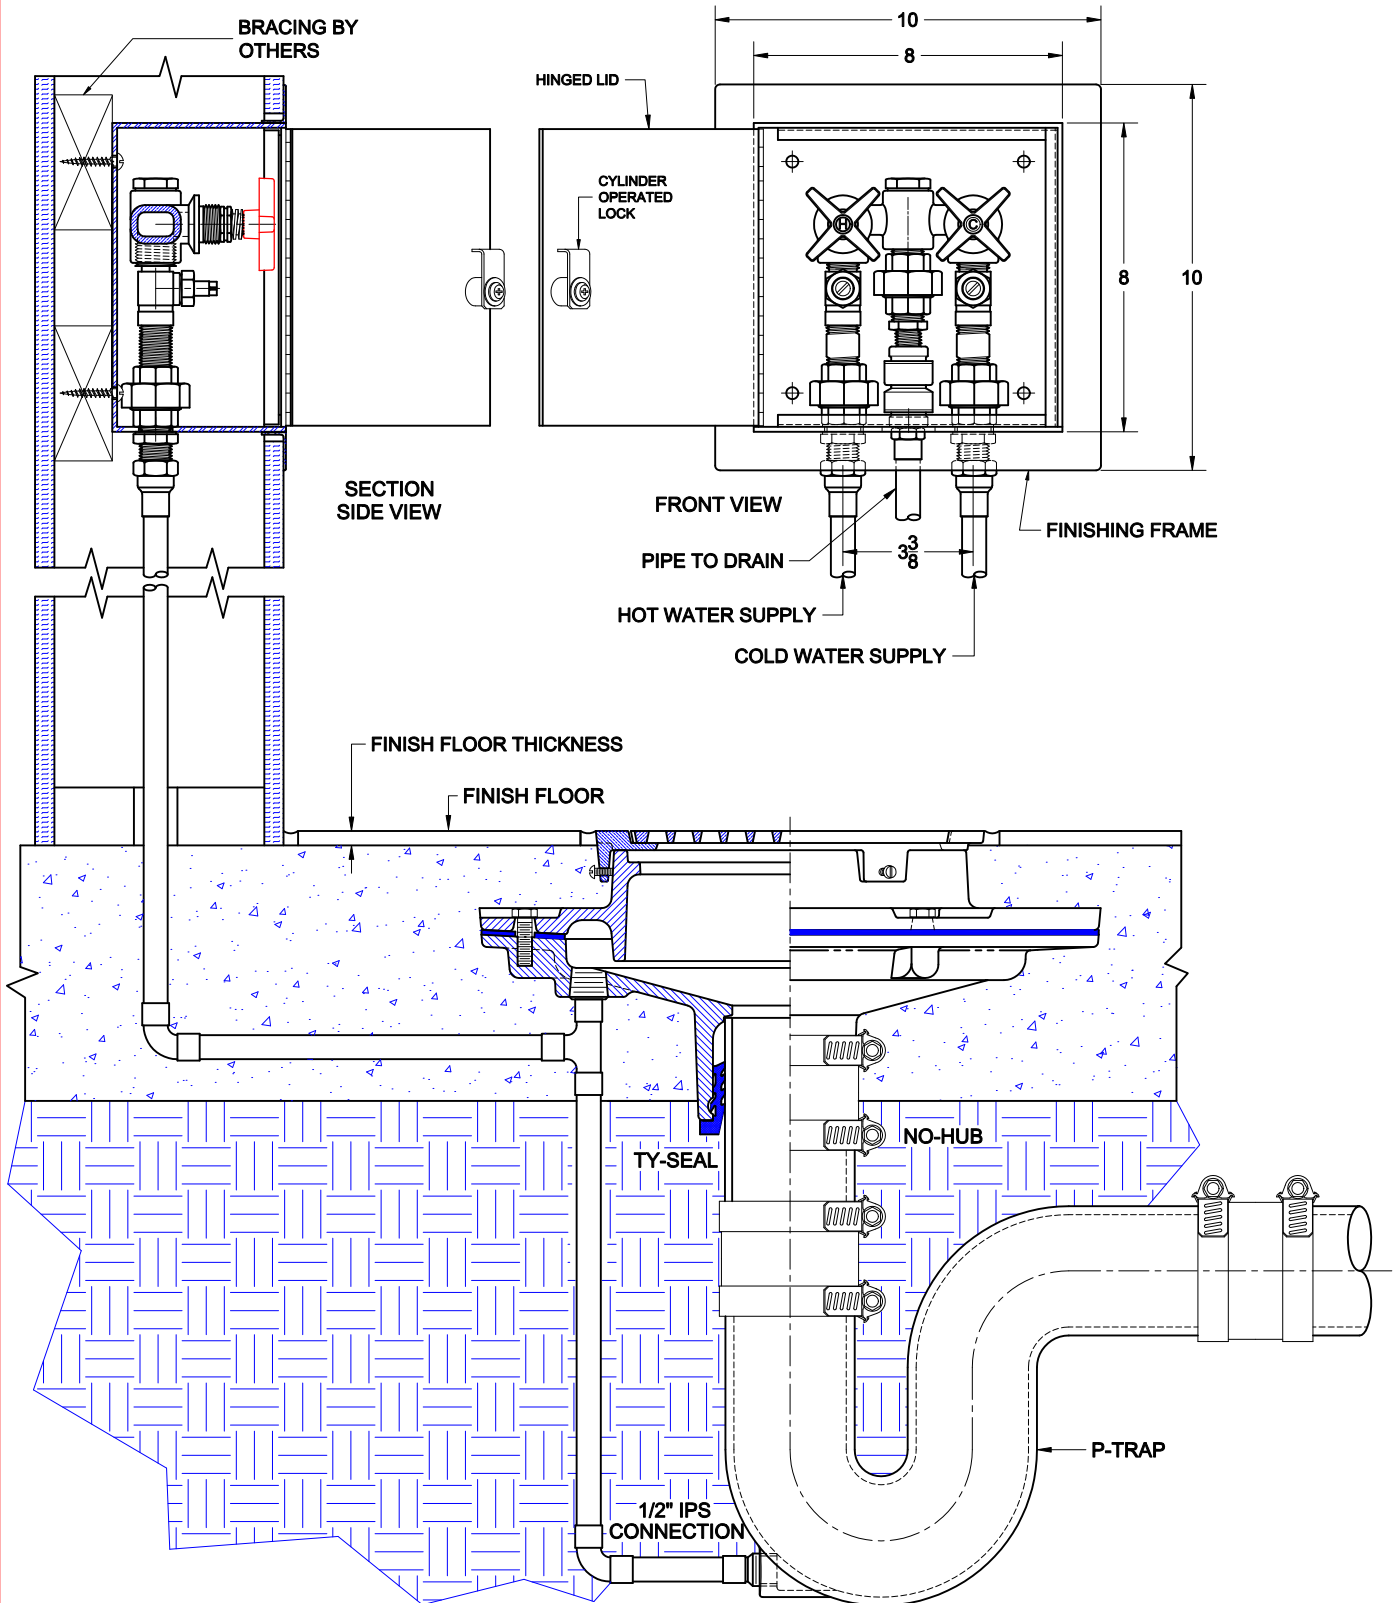 BRACING BY
OTHERS
10
8
HINGED LID
CYLINDER
OPERATED
LOCK
H
C
8
10
SECTION
SIDE VIEW
FRONT VIEW
FINISHING FRAME
PIPE TO DRAIN
3 3/8
HOT WATER SUPPLY
COLD WATER SUPPLY
FINISH FLOOR THICKNESS
FINISH FLOOR
NO-HUB
TY-SEAL
P-TRAP
1/2" IPS
CONNECTION